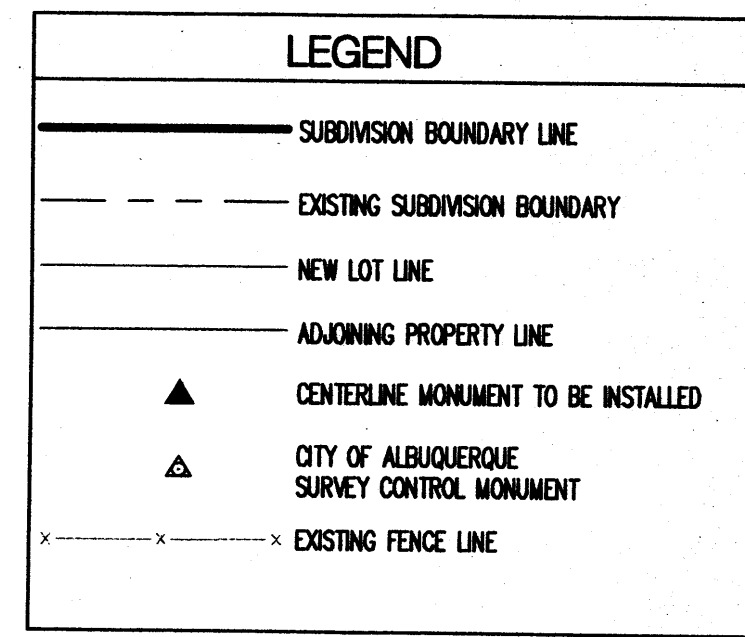 LEGEND
SUBDIVISION BOUNDARY LINE
EXISTING SUBDIVISION BOUNDARY
NEW LOT LINE
ADJOINING PROPERTY LINE
CENTERLINE MONUMENT TO BE INSTALLED
CITY OF ALBUQUERQUE
SURVEY CONTROL MONUMENT
x x x EXISTING FENCE LINE